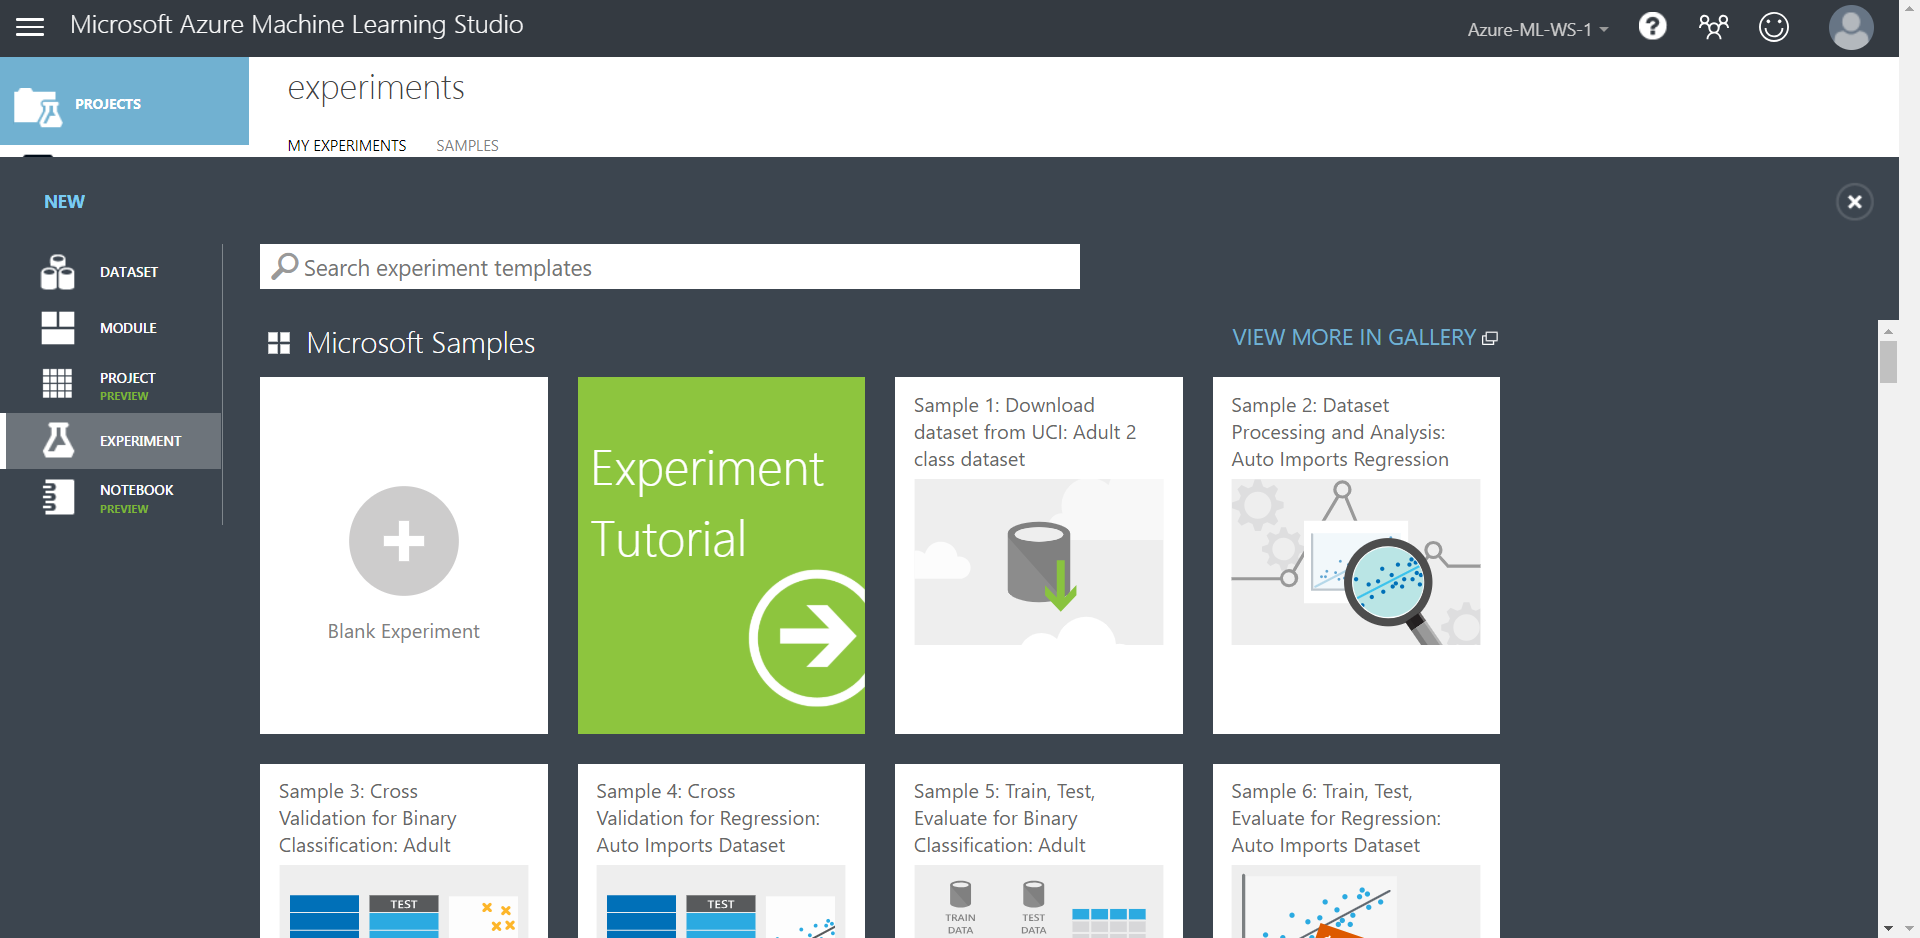 Microsoft Azure Machine Learning Studio
Azure-ML-WS-1
?
PROJECTS
experiments
MY EXPERIMENTS
SAMPLES
NEW
DATASET
MODULE
PROJECT
PREVIEW
EXPERIMENT
NOTEBOOK
PREVIEW
Search experiment templates
Microsoft Samples
VIEW MORE IN GALLERY
Blank Experiment
Experiment
Tutorial
Sample 1: Download
dataset from UCI: Adult 2
class dataset
Sample 2: Dataset
Processing and Analysis:
Auto Imports Regression
Sample 3: Cross
Validation for Binary
Classification: Adult
TEST
Sample 4: Cross
Validation for Regression:
Auto Imports Dataset
TEST
Sample 5: Train, Test,
Evaluate for Binary
Classification: Adult
TRAIN
DATA
TEST
DATA
Sample 6: Train, Test,
Evaluate for Regression:
Auto Imports Dataset